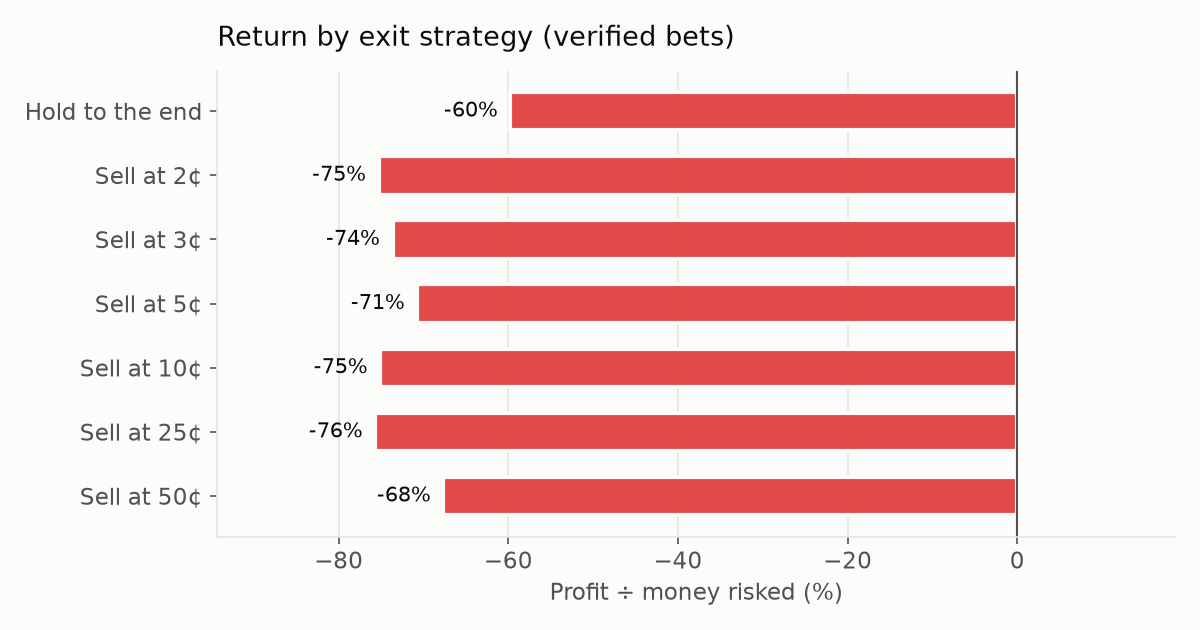 Return by exit strategy (verified bets)
Hold to the end
-60%
Sell at 2¢
-75%
Sell at 3¢
-74%
Sell at 5¢
-71%
Sell at 10¢
-75%
Sell at 25¢
-76%
Sell at 50¢
-68%
−80 −60 −40 −20 0
Profit ÷ money risked (%)